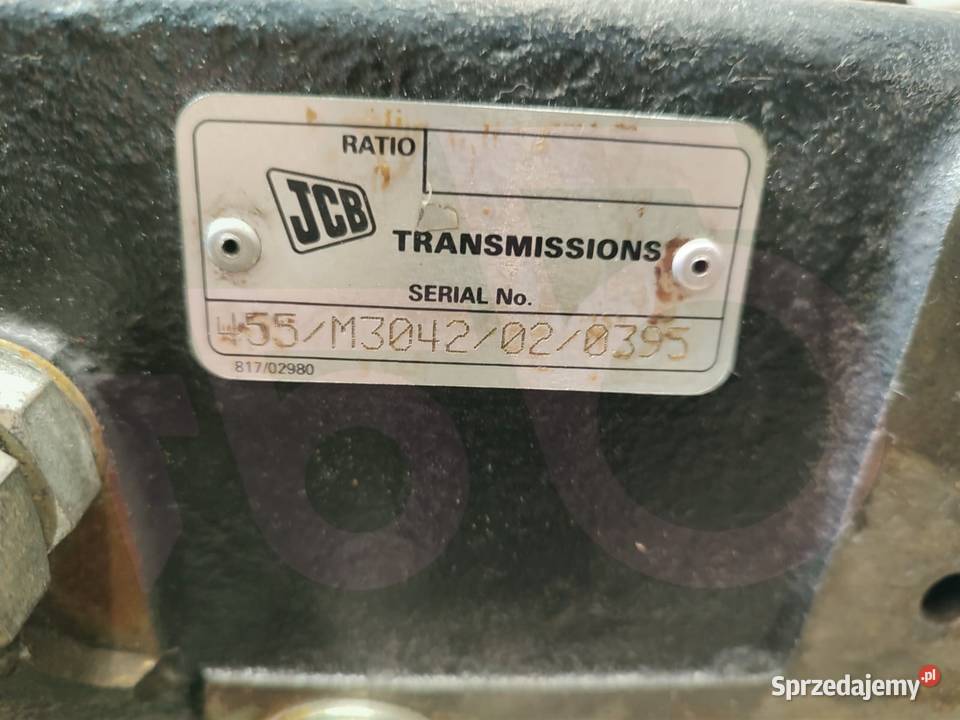 RATIO
JCB
TRANSMISSIONS
SERIAL No.
455/M3042/02/0395
817/02980
Sprzedajemy.pl